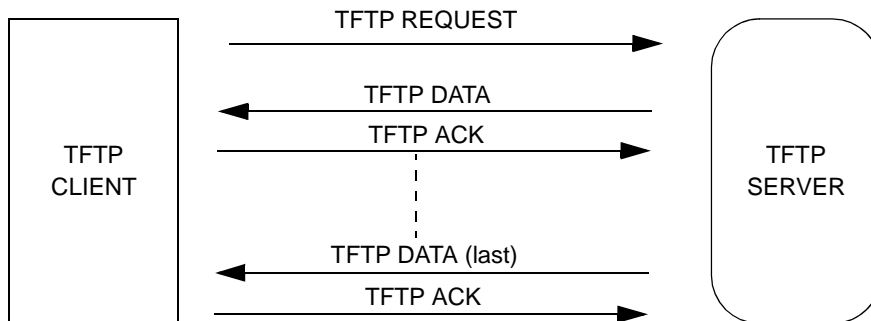 TFTP REQUEST
TFTP DATA
TFTP ACK
TFTP
CLIENT
TFTP
SERVER
TFTP DATA (last)
TFTP ACK